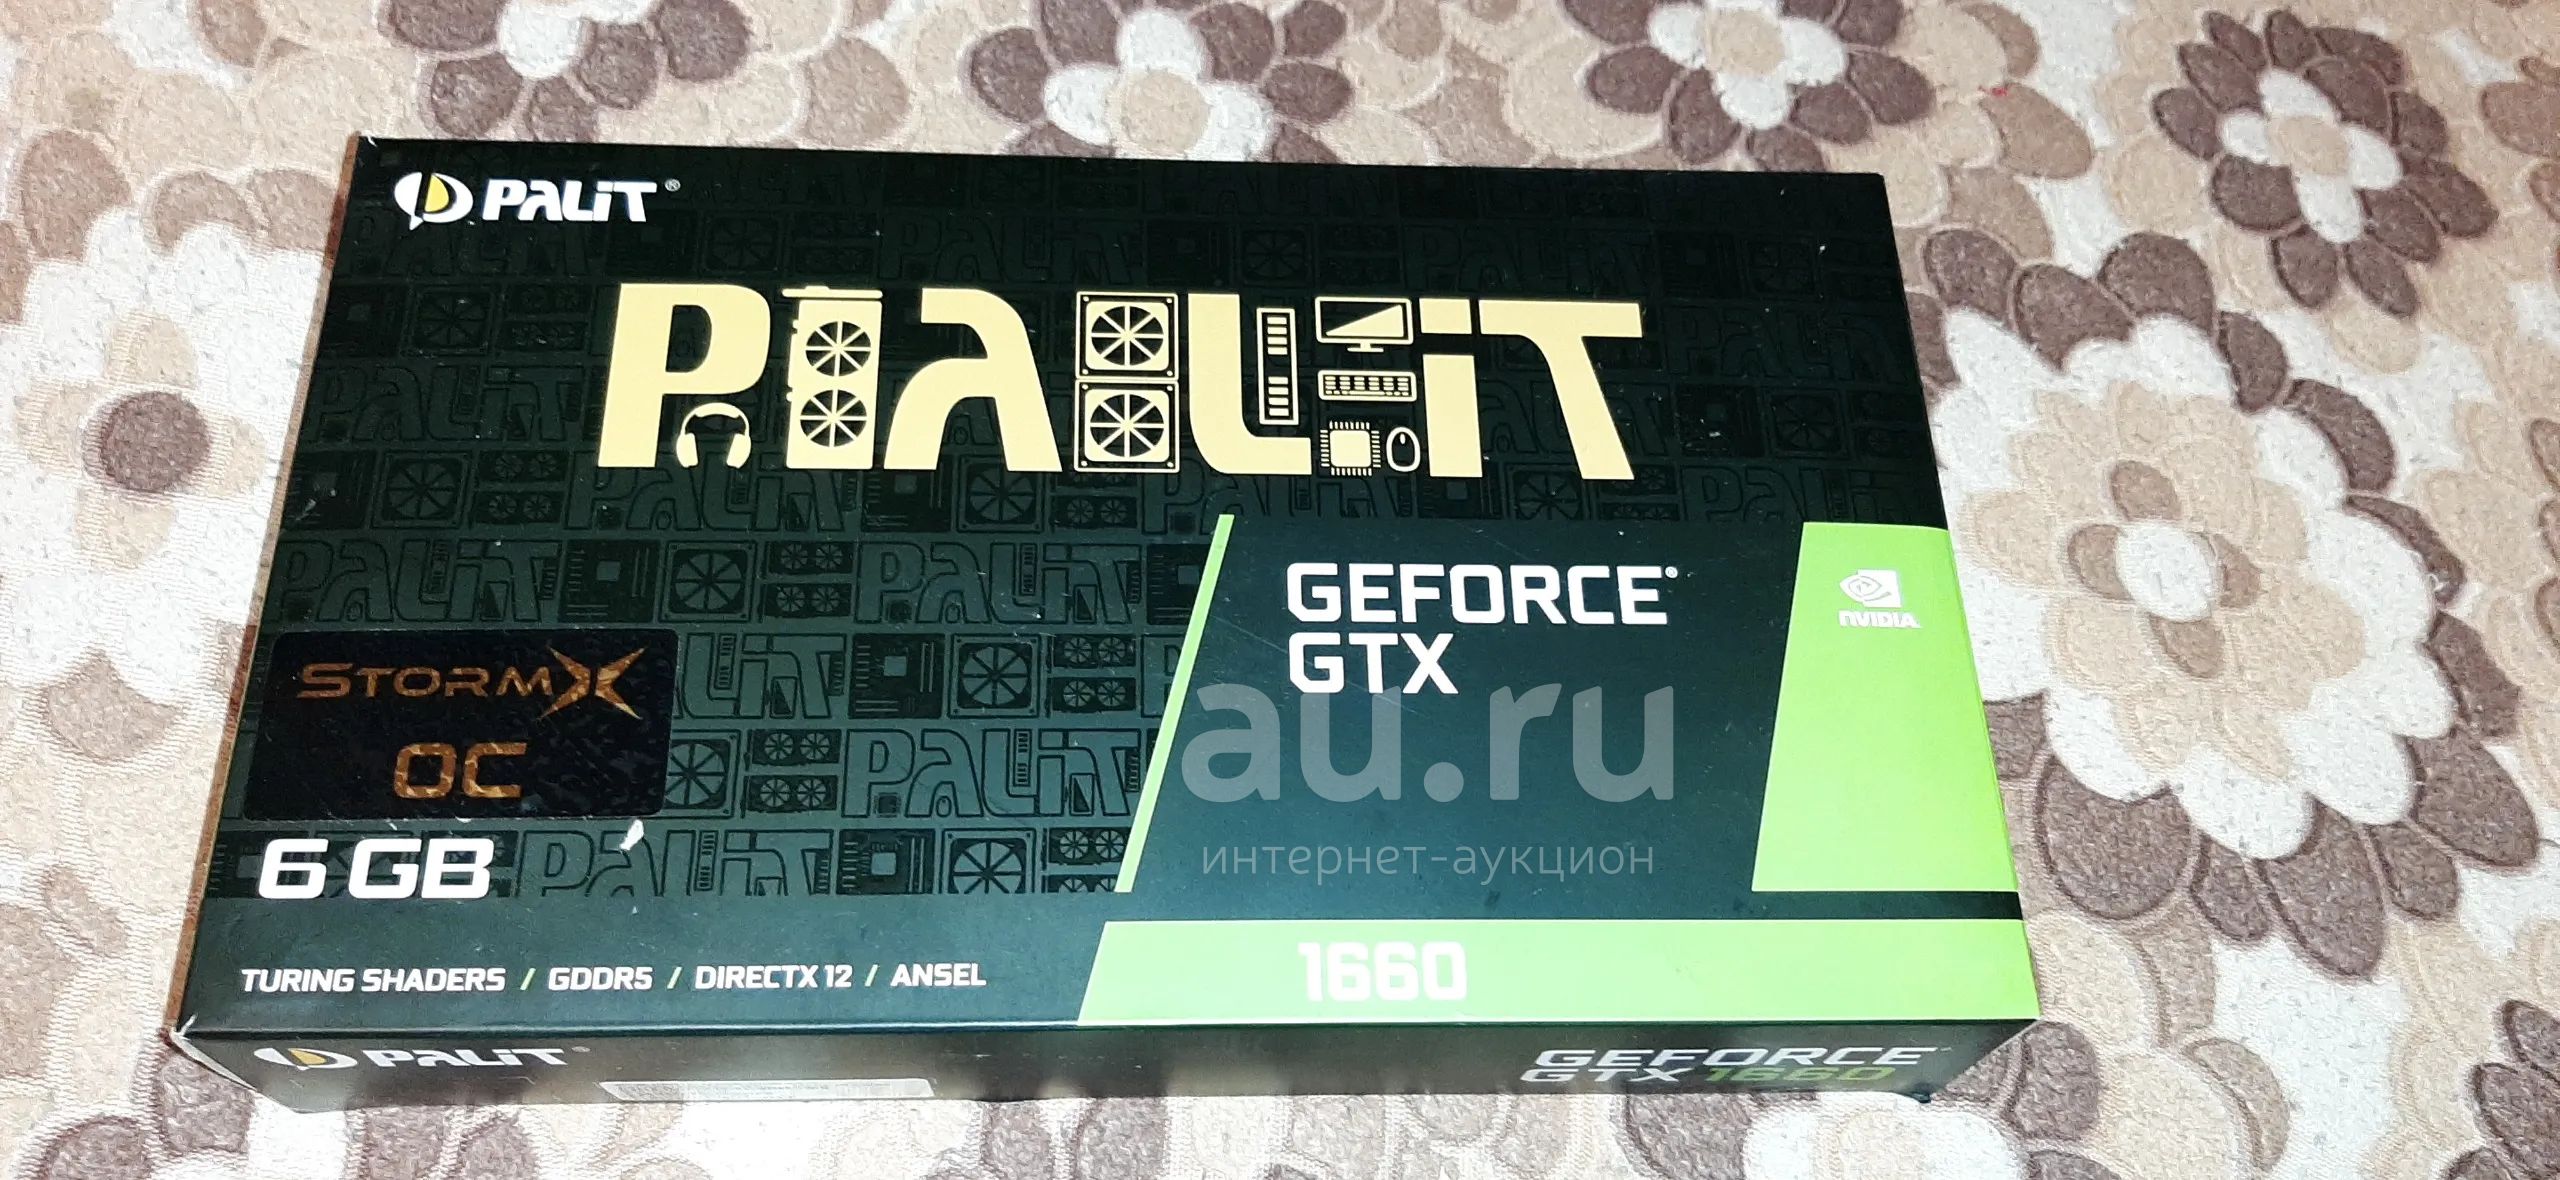 PALiT®
PALiT
GEFORCE®
GTX
NVIDIA
STORMX
OC
6 GB
au.ru
интернет-аукцион
1660
TURING SHADERS / GDDR5 / DIRECTX 12 / ANSEL
PALiT®
GEFORCE®
GTX 1660